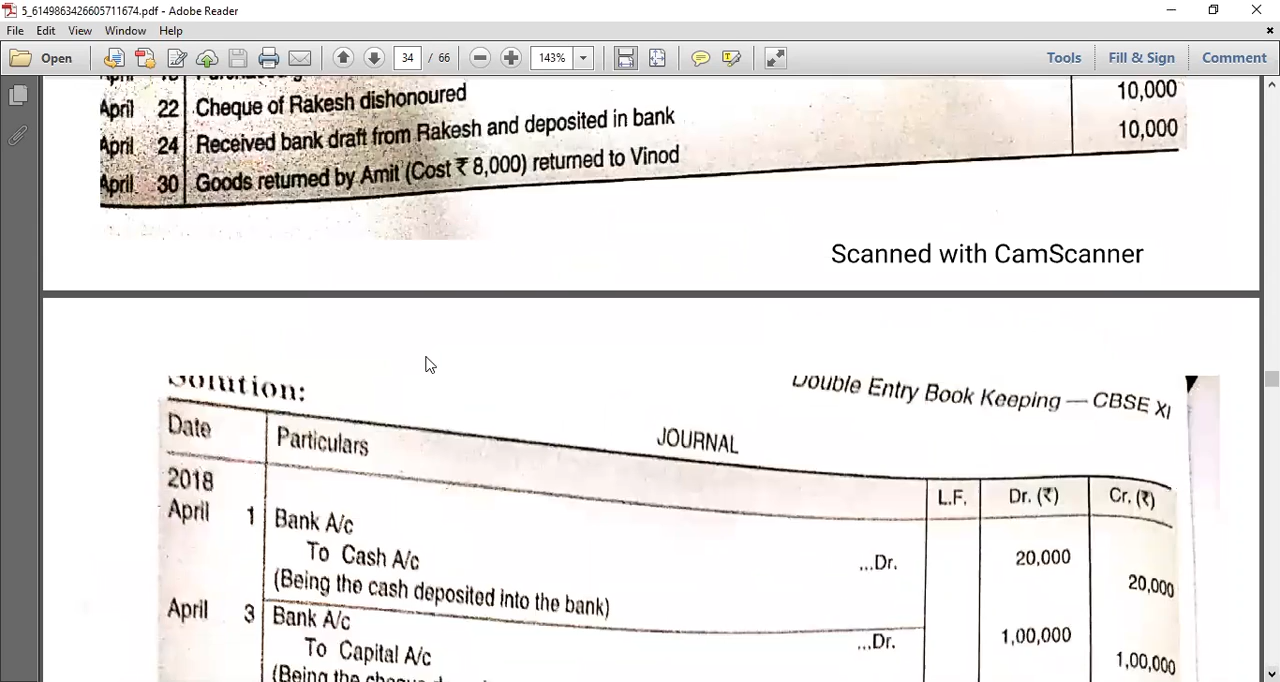 5_6149863426605711674.pdf - Adobe Reader
File Edit View Window Help
Open 34 / 66 143% Tools Fill & Sign Comment
April 22 Cheque of Rakesh dishonoured 10,000
April 24 Received bank draft from Rakesh and deposited in bank 10,000
April 30 Goods returned by Amit (Cost ₹ 8,000) returned to Vinod
Scanned with CamScanner
Solution: Double Entry Book Keeping — CBSE XI
JOURNAL
Date Particulars L.F. Dr. (₹) Cr. (₹)
2018
April 1 Bank A/c ...Dr. 20,000
To Cash A/c 20,000
(Being the cash deposited into the bank)
April 3 Bank A/c ...Dr. 1,00,000
To Capital A/c 1,00,000
(Being the